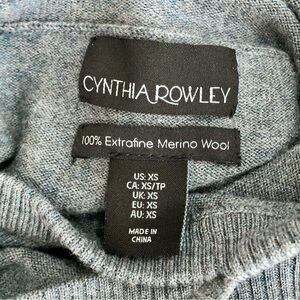 CYNTHIA ROWLEY
100% Extrafine Merino Wool
US: XS
CA: XS/TP
UK: XS
EU: XS
AU: XS
MADE IN
CHINA